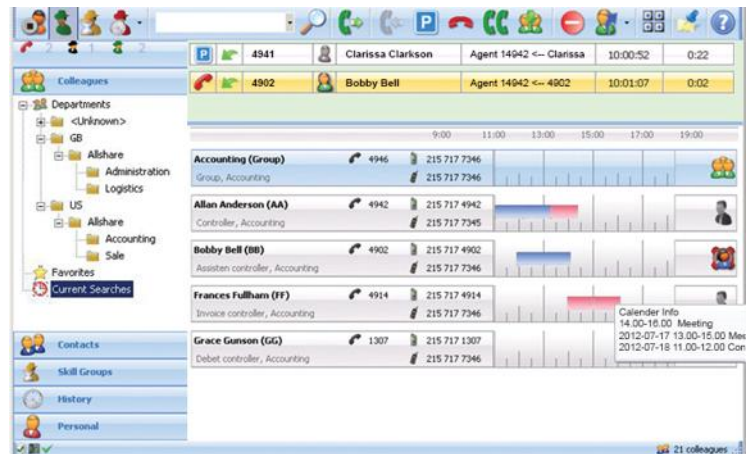 2 1 2
4941 Clarissa Clarkson Agent 14942 <-- Clarissa 10:00:52 0:22
4902 Bobby Bell Agent 14942 <-- 4902 10:01:07 0:02
Colleagues
Departments
<Unknown>
GB
Allshare
Administration
Logistics
US
Allshare
Accounting
Sale
Favorites
Current Searches
Contacts
Skill Groups
History
Personal
9:00 11:00 13:00 15:00 17:00 19:00
Accounting (Group) 4946 215 717 7346
Group, Accounting 215 717 7346
Allan Anderson (AA) 4942 215 717 4942
Controller, Accounting 215 717 7345
Bobby Bell (BB) 4902 215 717 4902
Assisten controller, Accounting 215 717 7346
Frances Fullham (FF) 4914 215 717 4914
Invoice controller, Accounting 215 717 7346
Calender Info
14.00-16.00 Meeting
2012-07-17 13.00-15.00 Mee
2012-07-18 11.00-12.00 Con
Grace Gunson (GG) 1307 215 717 1307
Debet controller, Accounting 215 717 7346
21 colleagues